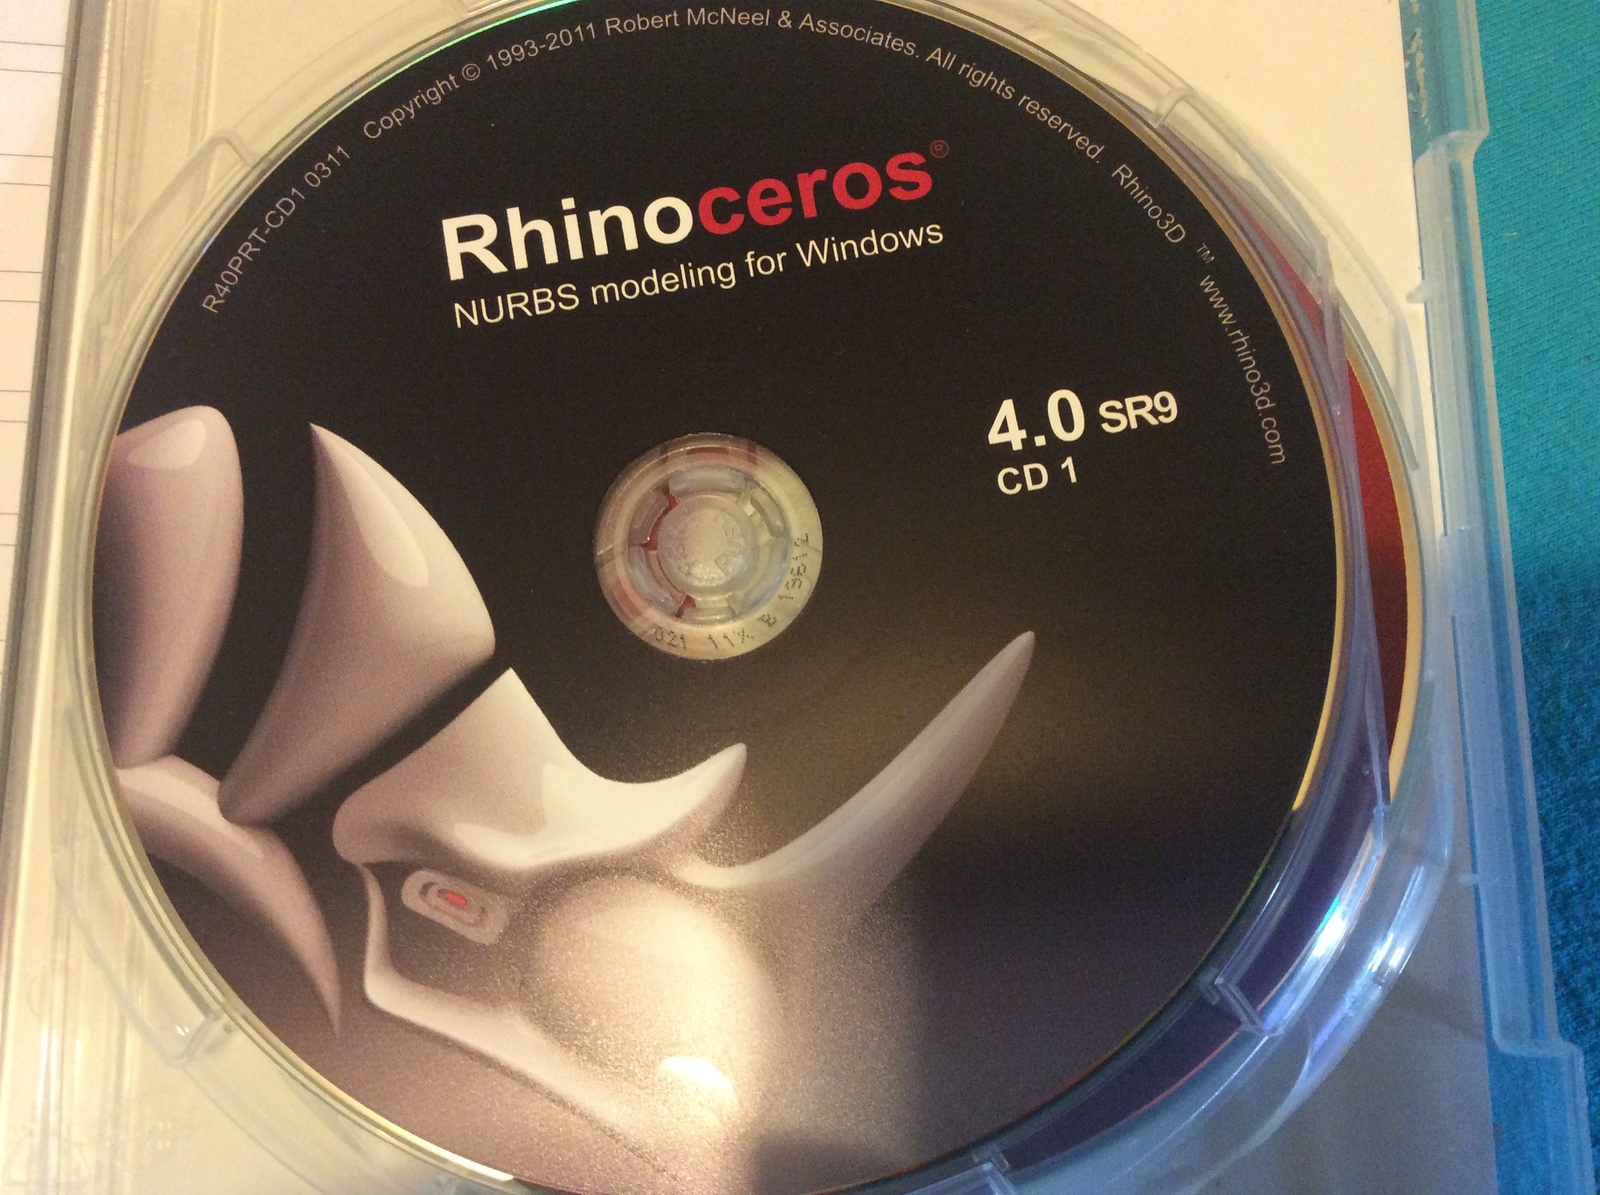 R40PRT-CD1 0311 Copyright © 1993-2011 Robert McNeel & Associates. All rights reserved. Rhino3D ™ www.rhino3d.com
Rhinoceros®
NURBS modeling for Windows
4.0 SR9
CD 1